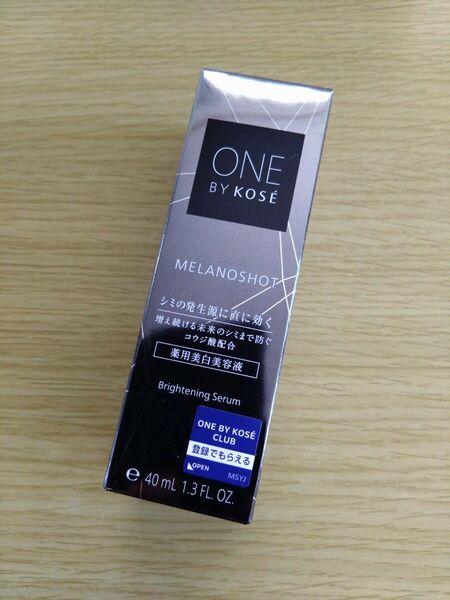 ONE
BY KOSÉ
MELANOSHOT
シミの発生源に直に効く
増え続ける未来のシミまで防ぐ
コウジ酸配合
薬用美白美容液
Brightening Serum
ONE BY KOSÉ
CLUB
登録でもらえる
OPEN
MSYJ
e 40 mL 1.3 FL. OZ.